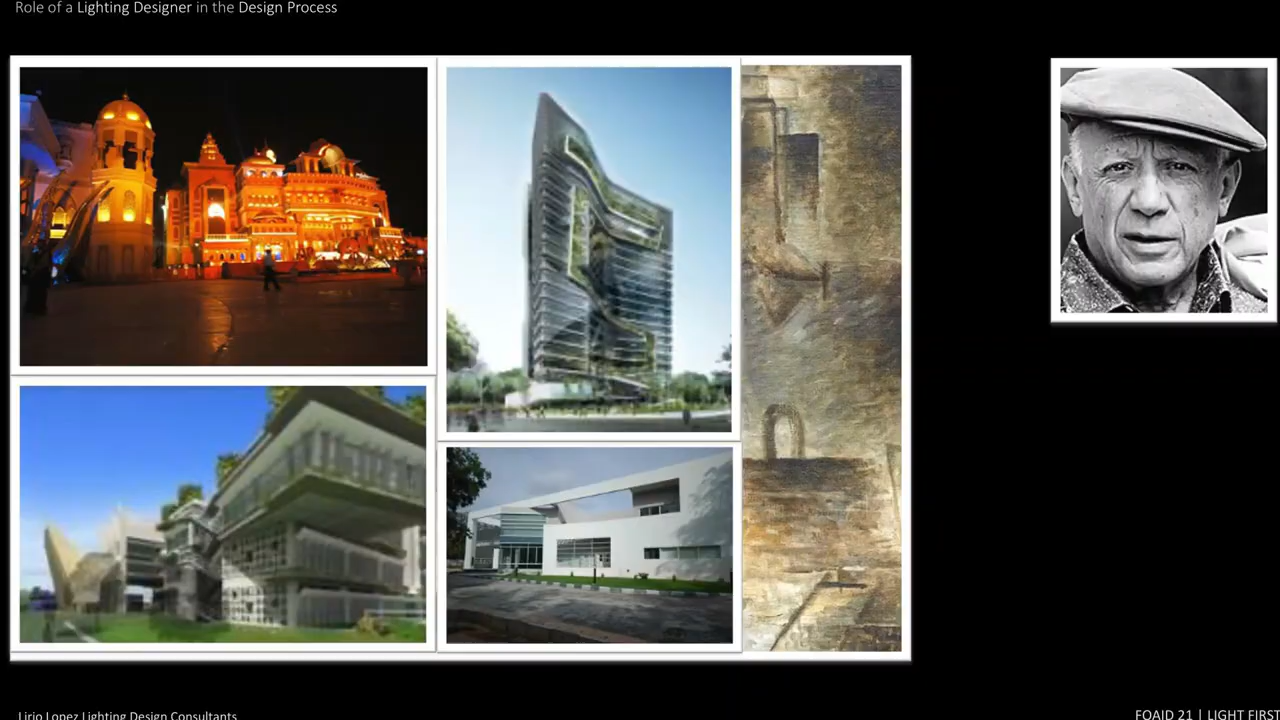 Role of a Lighting Designer in the Design Process
Lirio Lopez Lighting Design Consultants
FOAID 21 | LIGHT FIRST